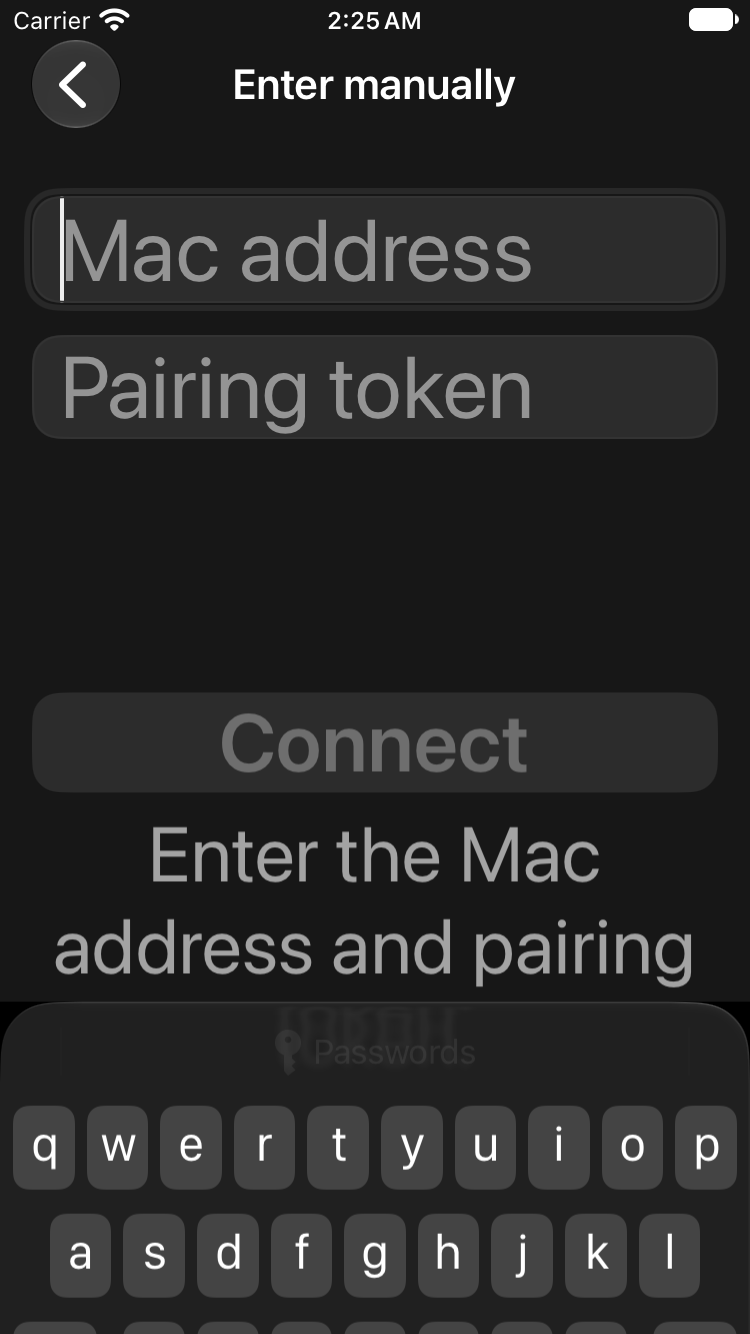 Carrier 2:25 AM
Enter manually
Mac address
Pairing token
Connect
Enter the Mac
address and pairing
Passwords
q w e r t y u i o p
a s d f g h j k l